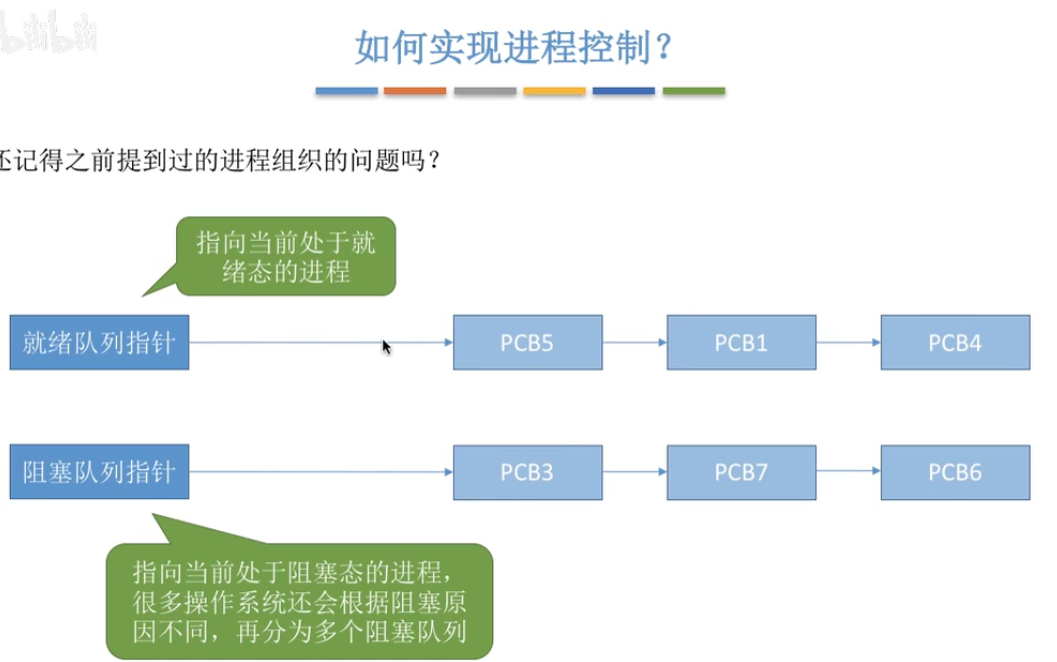 如何实现进程控制？
还记得之前提到过的进程组织的问题吗？
指向当前处于就
绪态的进程
就绪队列指针
PCB5
PCB1
PCB4
阻塞队列指针
PCB3
PCB7
PCB6
指向当前处于阻塞态的进程，
很多操作系统还会根据阻塞原
因不同，再分为多个阻塞队列